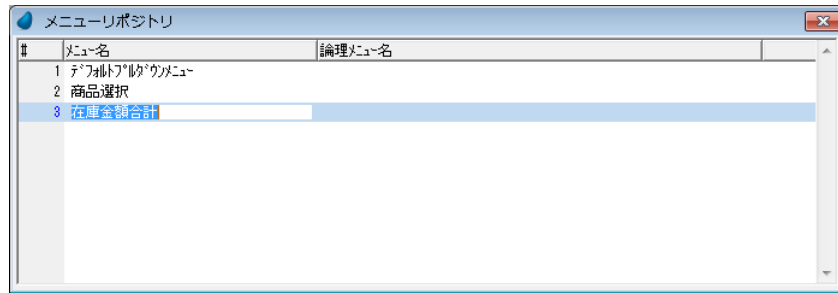 メニューリポジトリ
# ﾒﾆｭｰ名 論理ﾒﾆｭｰ名
1 ﾃﾞﾌｫﾙﾄﾌﾟﾙﾀﾞｳﾝﾒﾆｭｰ
2 商品選択
3 在庫金額合計